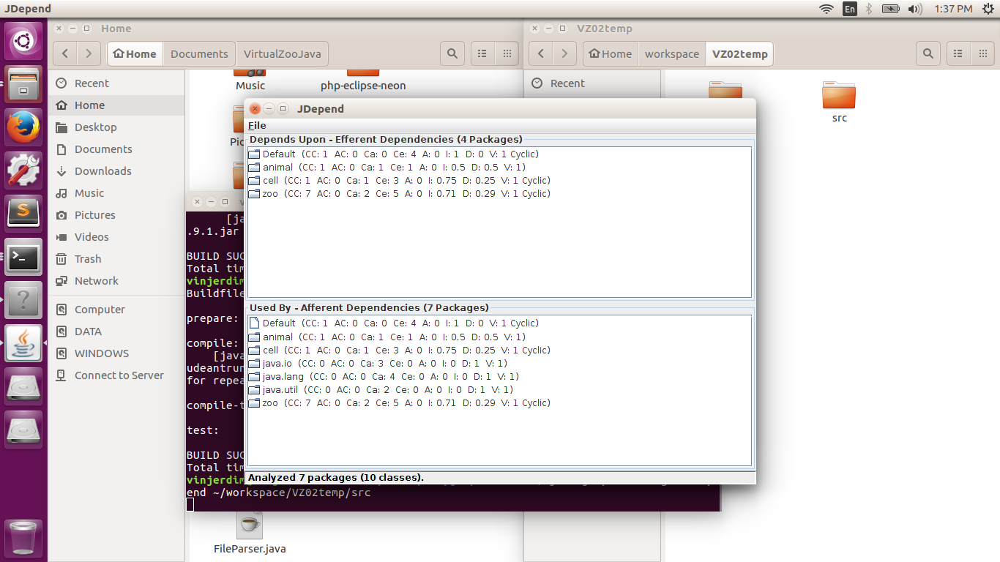 JDepend
En
1:37 PM
Home
VZ02temp
Home
Documents
VirtualZooJava
Home
workspace
VZ02temp
Recent
Home
Desktop
Documents
Downloads
Music
Pictures
Videos
Trash
Network
Computer
DATA
WINDOWS
Connect to Server
Music
php-eclipse-neon
Recent
src
JDepend
File
Depends Upon - Efferent Dependencies (4 Packages)
Default (CC: 1 AC: 0 Ca: 0 Ce: 4 A: 0 I: 1 D: 0 V: 1 Cyclic)
animal (CC: 1 AC: 0 Ca: 1 Ce: 1 A: 0 I: 0.5 D: 0.5 V: 1)
cell (CC: 1 AC: 0 Ca: 1 Ce: 3 A: 0 I: 0.75 D: 0.25 V: 1 Cyclic)
zoo (CC: 7 AC: 0 Ca: 2 Ce: 5 A: 0 I: 0.71 D: 0.29 V: 1 Cyclic)
Used By - Afferent Dependencies (7 Packages)
Default (CC: 1 AC: 0 Ca: 0 Ce: 4 A: 0 I: 1 D: 0 V: 1 Cyclic)
animal (CC: 1 AC: 0 Ca: 1 Ce: 1 A: 0 I: 0.5 D: 0.5 V: 1)
cell (CC: 1 AC: 0 Ca: 1 Ce: 3 A: 0 I: 0.75 D: 0.25 V: 1 Cyclic)
java.io (CC: 0 AC: 0 Ca: 3 Ce: 0 A: 0 I: 0 D: 1 V: 1)
java.lang (CC: 0 AC: 0 Ca: 4 Ce: 0 A: 0 I: 0 D: 1 V: 1)
java.util (CC: 0 AC: 0 Ca: 2 Ce: 0 A: 0 I: 0 D: 1 V: 1)
zoo (CC: 7 AC: 0 Ca: 2 Ce: 5 A: 0 I: 0.71 D: 0.29 V: 1 Cyclic)
Analyzed 7 packages (10 classes).
Pic
[ja
.9.1.jar
BUILD SUC
Total tim
vinjerdim
Buildfile
prepare:
compile:
[java
udeantrun
for repea
compile-t
test:
BUILD SUC
Total tim
vinjerdim
end ~/workspace/VZ02temp/src
FileParser.java